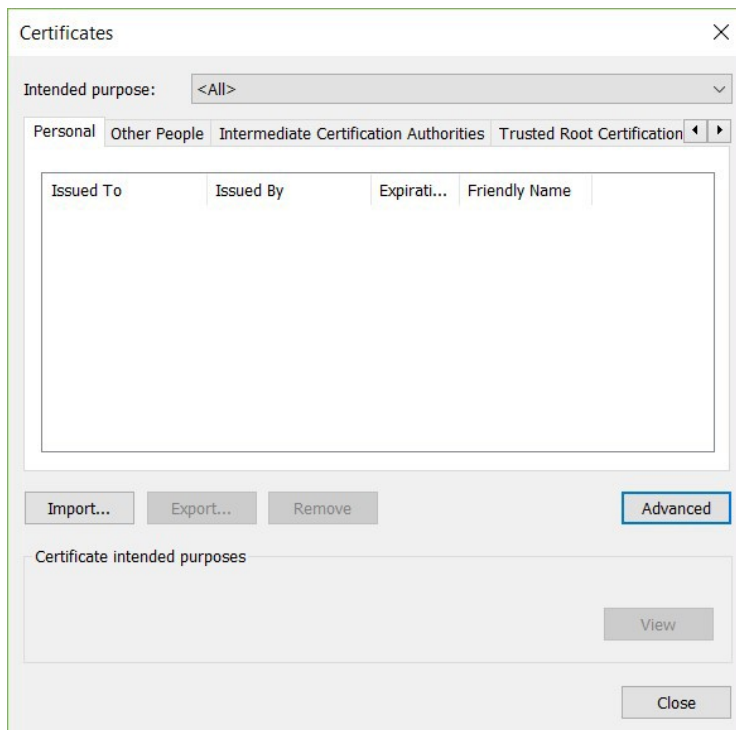 Certificates
Intended purpose: <All>
Personal Other People Intermediate Certification Authorities Trusted Root Certification
Issued To Issued By Expirati... Friendly Name
Import... Export... Remove Advanced
Certificate intended purposes
View
Close